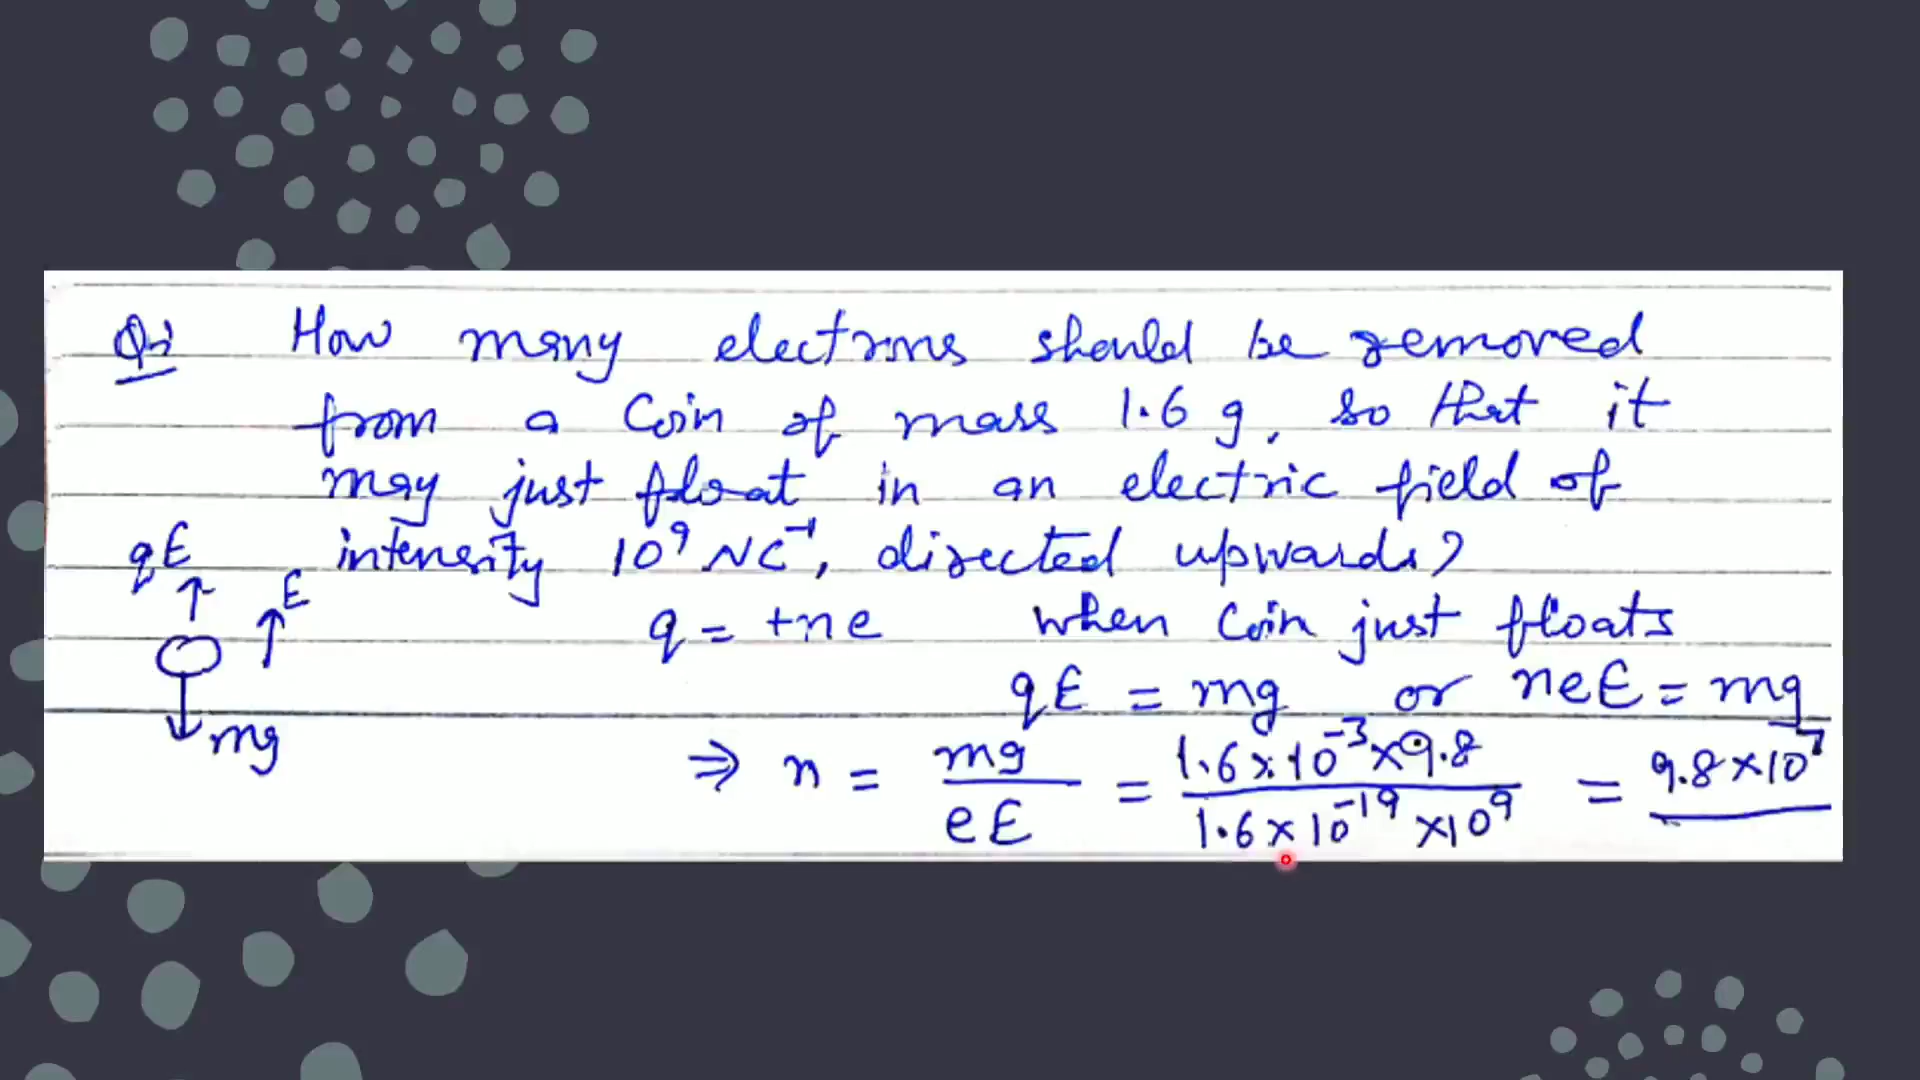 Q:- How many electrons should be removed
from a Coin of mass 1.6 g, so that it
may just float in an electric field of
intensity 10⁹ NC⁻¹, directed upwards?
qE
E
mg
q = +ne when Coin just floats
qE = mg or neE = mg
⇒ n = mg/eE = 1.6×10⁻³×9.8/1.6×10⁻¹⁹×10⁹ = 9.8×10⁷